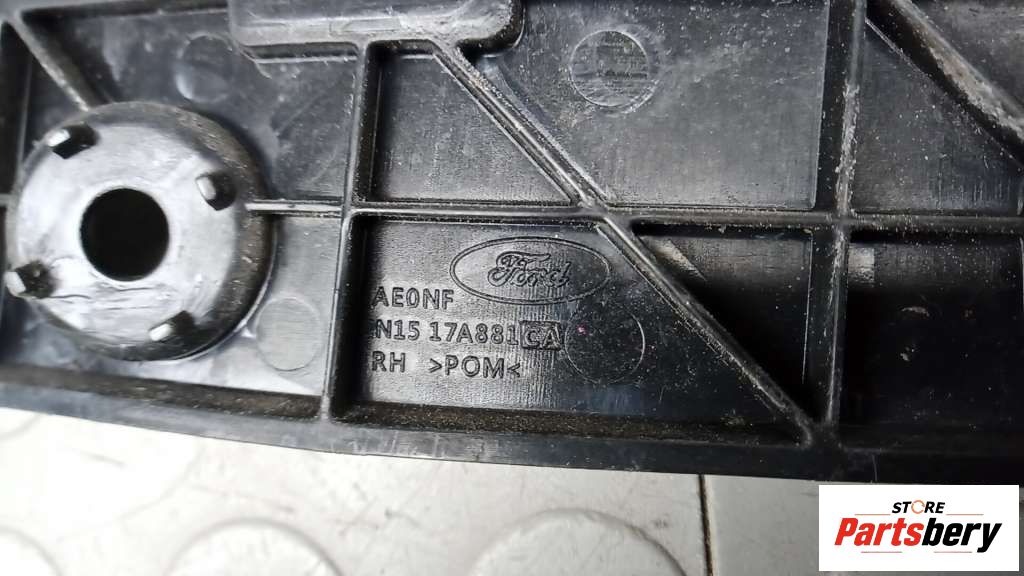 Ford
AE0NF
N15 17A881 CA
RH >POM<
STORE
Partsbery